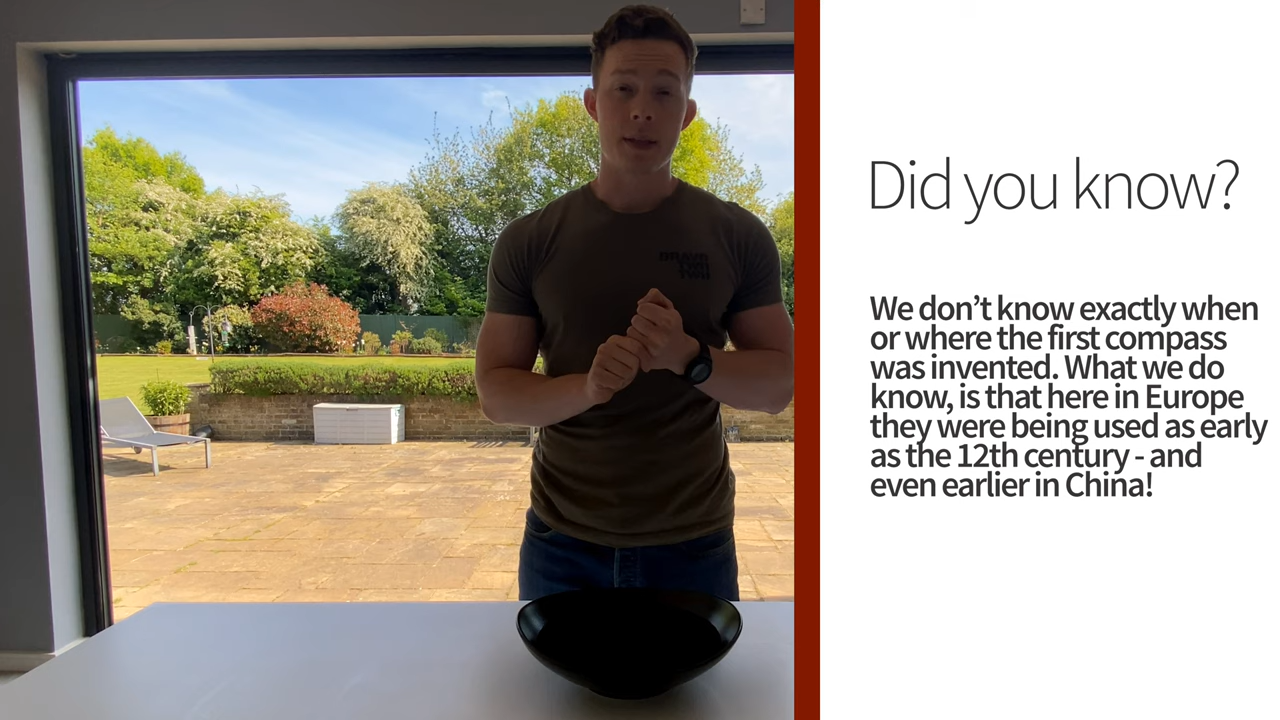 Did you know?
We don't know exactly when
or where the first compass
was invented. What we do
know, is that here in Europe
they were being used as early
as the 12th century - and
even earlier in China!